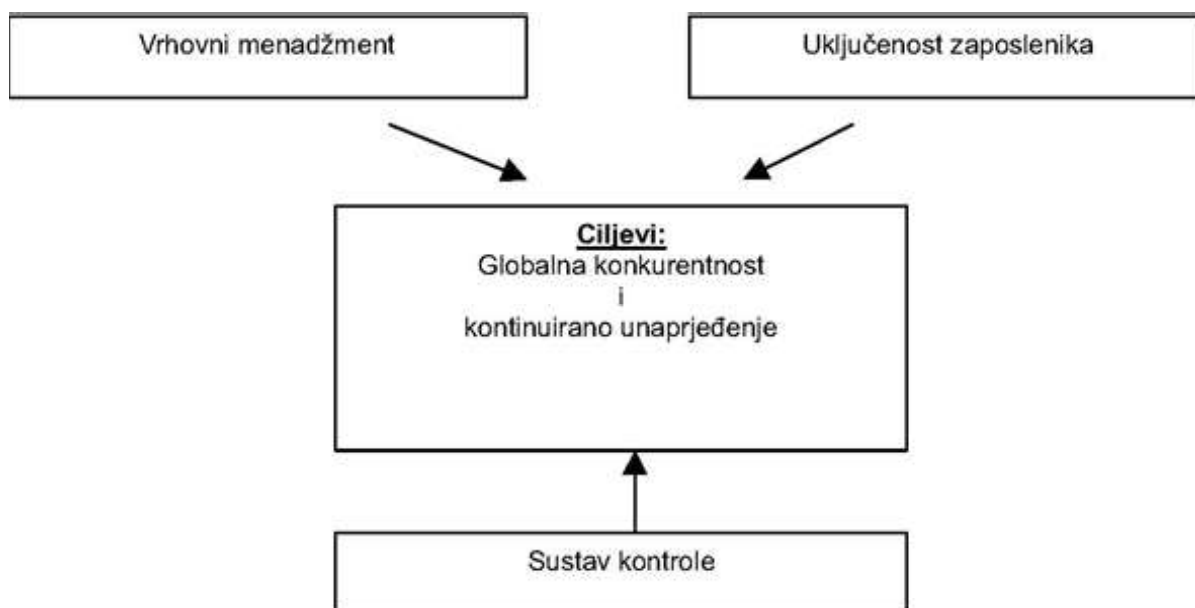 Vrhovni menadžment
Uključenost zaposlenika
Ciljevi:
Globalna konkurentnost
i
kontinuirano unaprjeđenje
Sustav kontrole